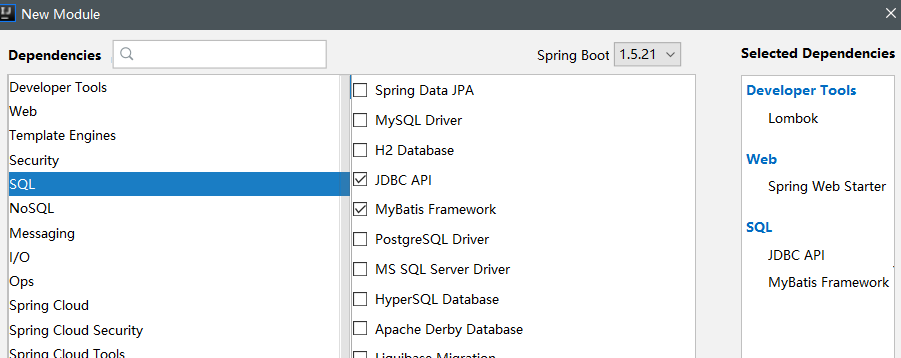 New Module
Dependencies
Spring Boot 1.5.21
Selected Dependencies
Developer Tools
Web
Template Engines
Security
SQL
NoSQL
Messaging
I/O
Ops
Spring Cloud
Spring Cloud Security
Spring Cloud Tools
Spring Data JPA
MySQL Driver
H2 Database
JDBC API
MyBatis Framework
PostgreSQL Driver
MS SQL Server Driver
HyperSQL Database
Apache Derby Database
Liquibase Migration
Developer Tools
Lombok
Web
Spring Web Starter
SQL
JDBC API
MyBatis Framework